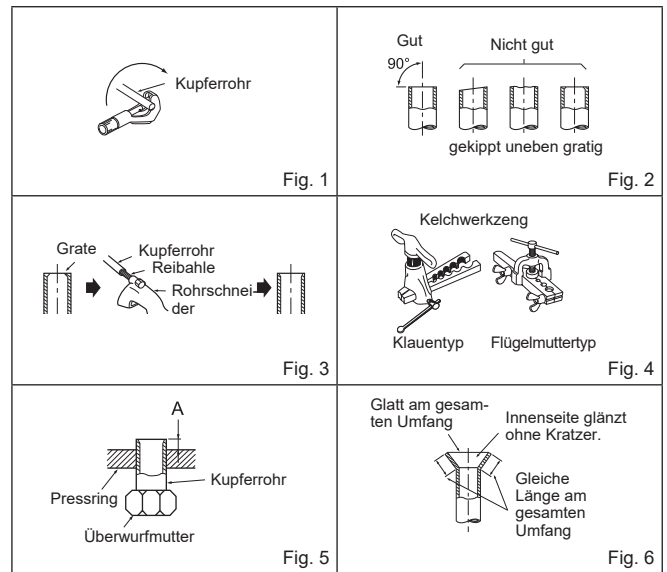 Kupferrohr
Fig. 1
Gut
Nicht gut
90°
gekippt uneben gratig
Fig. 2
Grate
Kupferrohr
Reibahle
Rohrschnei-
der
Fig. 3
Kelchwerkzeng
Klauentyp
Flügelmuttertyp
Fig. 4
A
Pressring
Kupferrohr
Überwurfmutter
Fig. 5
Glatt am gesam-
ten Umfang
Innenseite glänzt
ohne Kratzer.
Gleiche
Länge am
gesamten
Umfang
Fig. 6